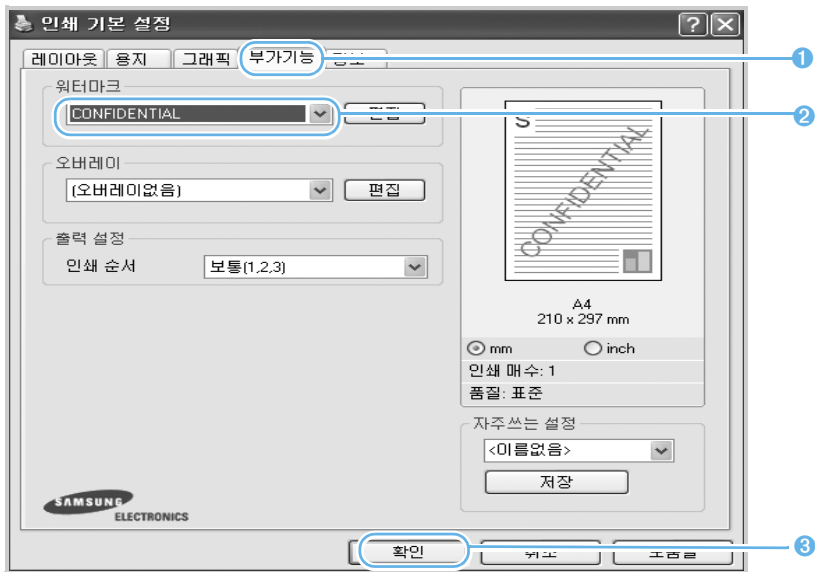 인쇄 기본 설정
레이아웃 용지 그래픽 부가기능
1
워터마크
CONFIDENTIAL
2
오버레이
(오버레이없음) 편집
출력 설정
인쇄 순서 보통(1,2,3)
S
CONFIDENTIAL
A4
210 x 297 mm
mm inch
인쇄 매수: 1
품질: 표준
자주쓰는 설정
<이름없음>
저장
SAMSUNG
ELECTRONICS
확인
3